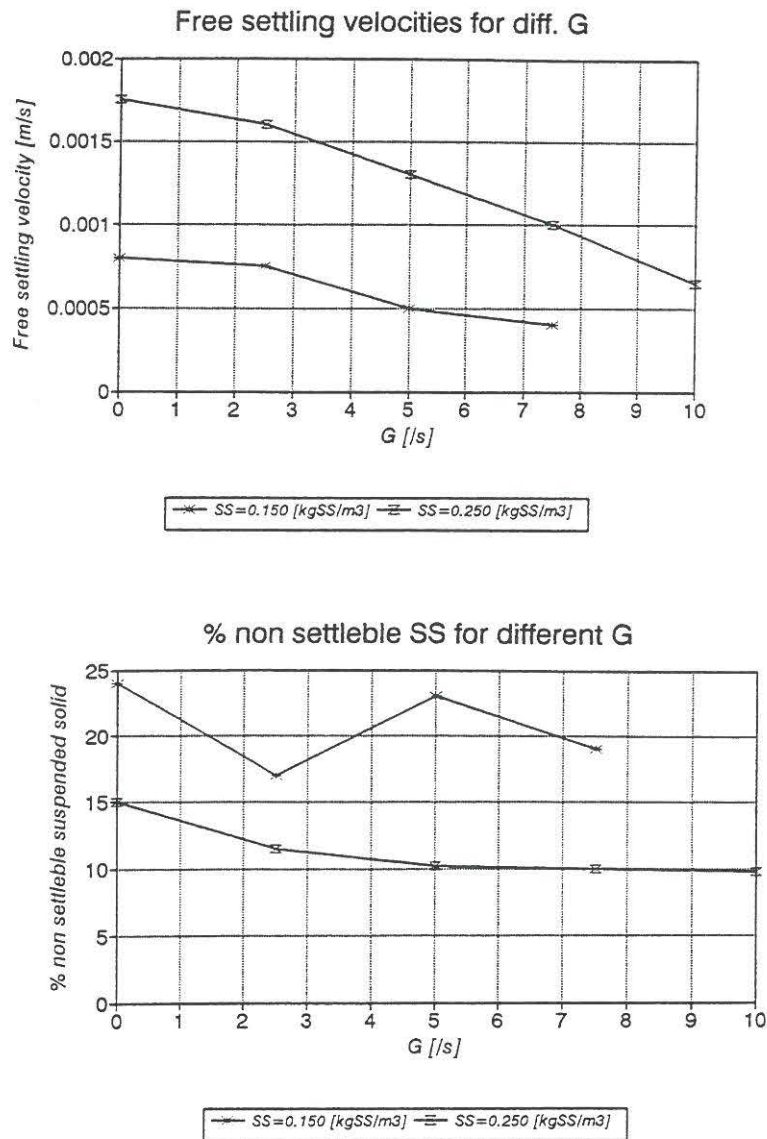 Free settling velocities for diff. G
Free settling velocity [m/s]
0.002
0.0015
0.001
0.0005
0
0 1 2 3 4 5 6 7 8 9 10
G [/s]
SS=0.150 [kgSS/m3] SS=0.250 [kgSS/m3]
% non settleble SS for different G
% non settleble suspended solid
25
20
15
10
5
0
0 1 2 3 4 5 6 7 8 9 10
G [/s]
SS=0.150 [kgSS/m3] SS=0.250 [kgSS/m3]